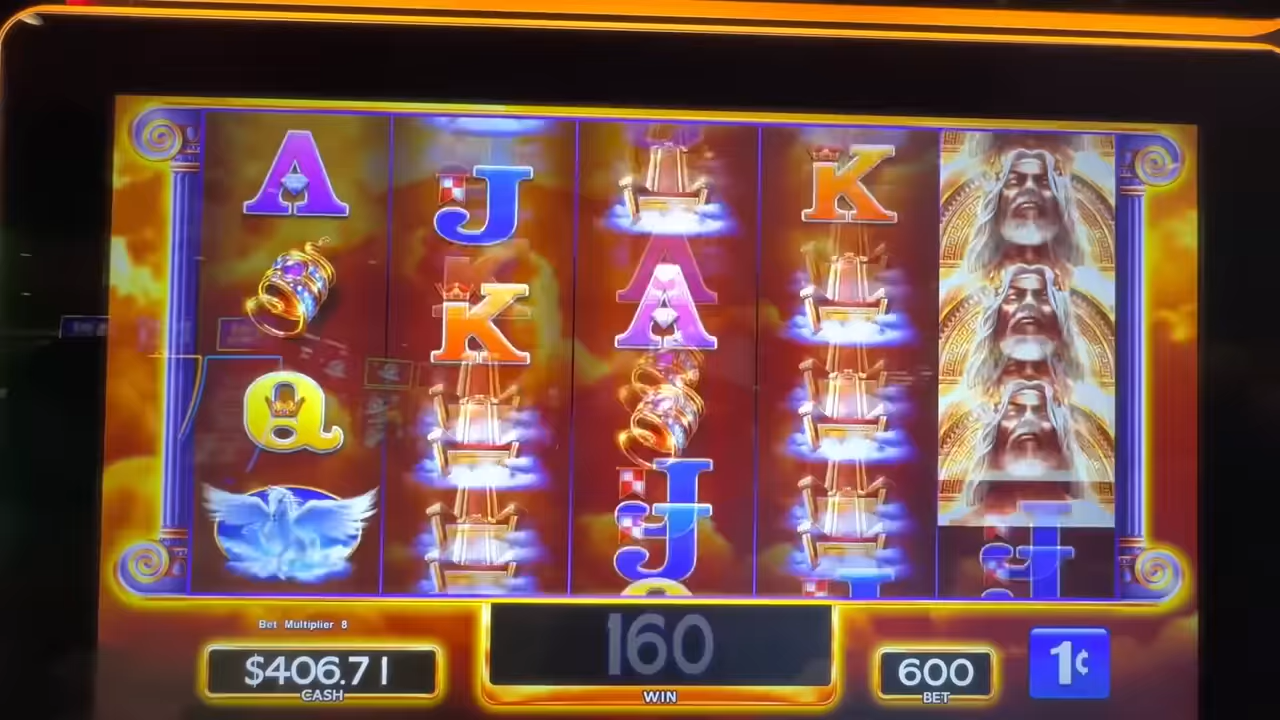 A
J
K
K
A
Q
J
J
J
Bet Multiplier 8
$406.71
CASH
160
WIN
600
BET
1¢